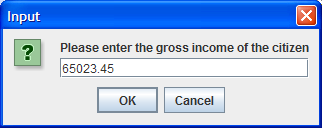 Input
Please enter the gross income of the citizen
65023.45
OK Cancel